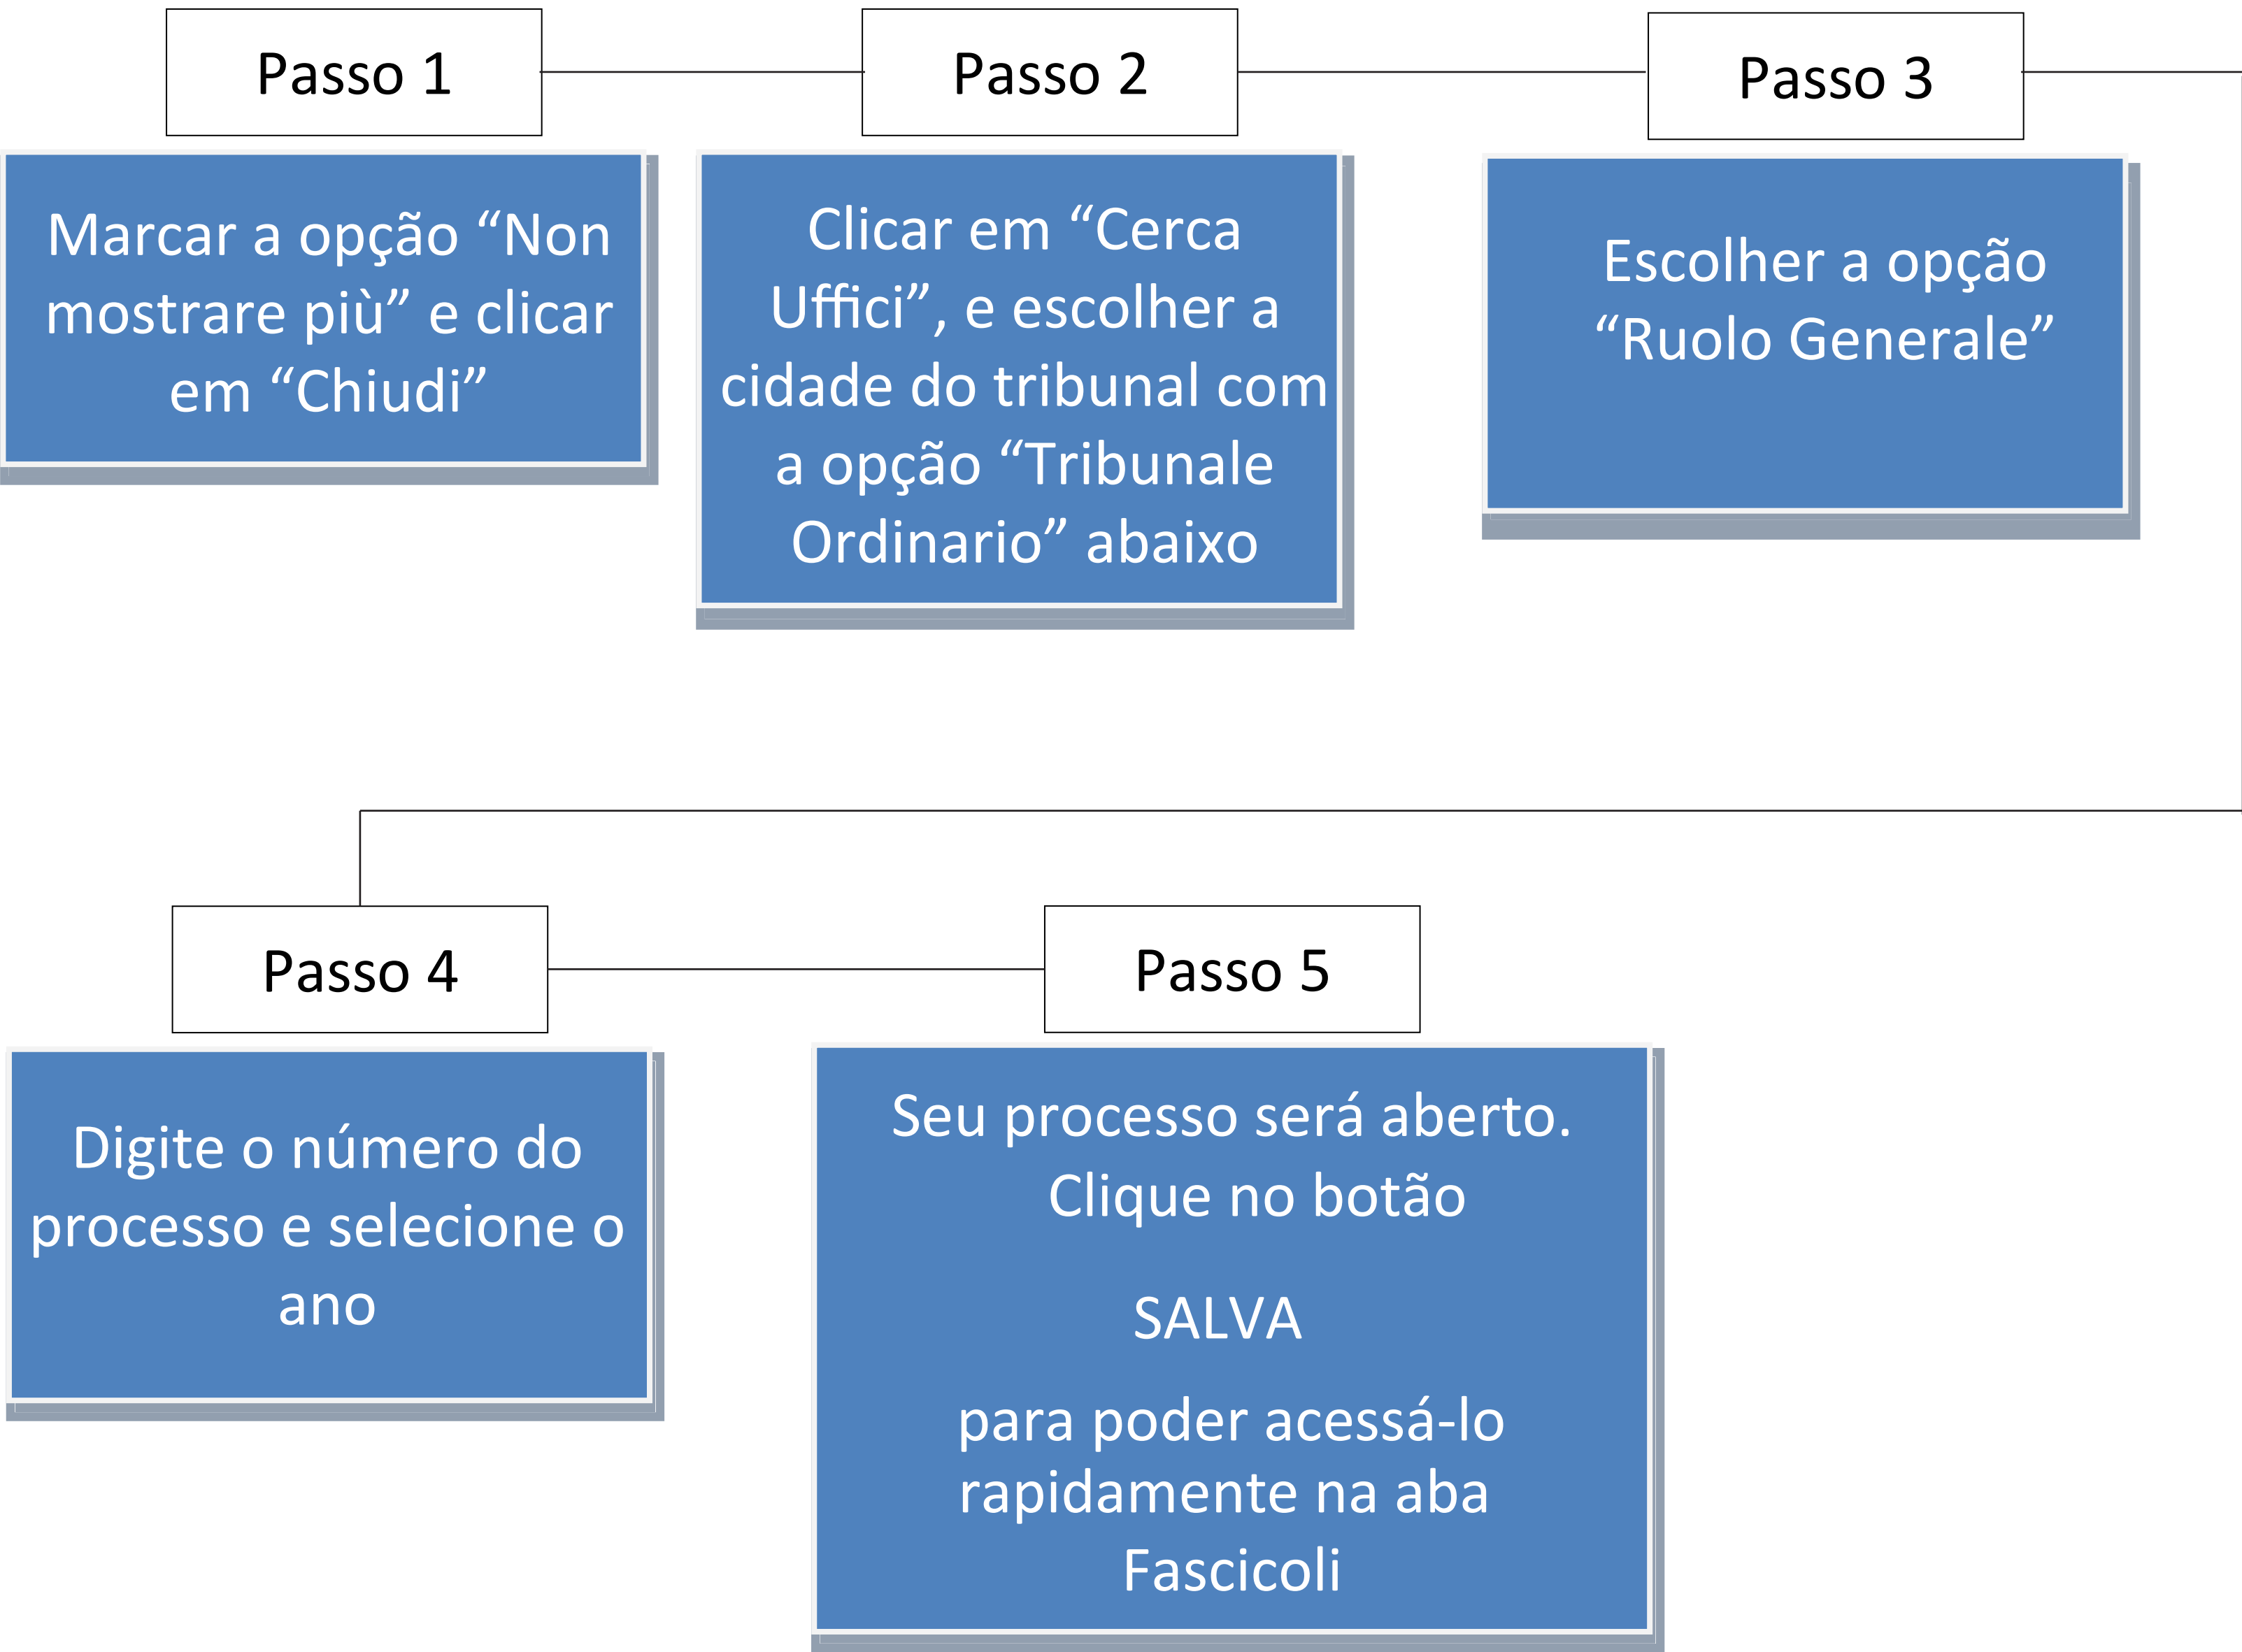 Passo 1
Passo 2
Passo 3
Marcar a opção “Non
mostrare più” e clicar
em “Chiudi”
Clicar em “Cerca
Uffici”, e escolher a
cidade do tribunal com
a opção “Tribunale
Ordinario” abaixo
Escolher a opção
“Ruolo Generale”
Passo 4
Passo 5
Digite o número do
processo e selecione o
ano
Seu processo será aberto.
Clique no botão
SALVA
para poder acessá-lo
rapidamente na aba
Fascicoli